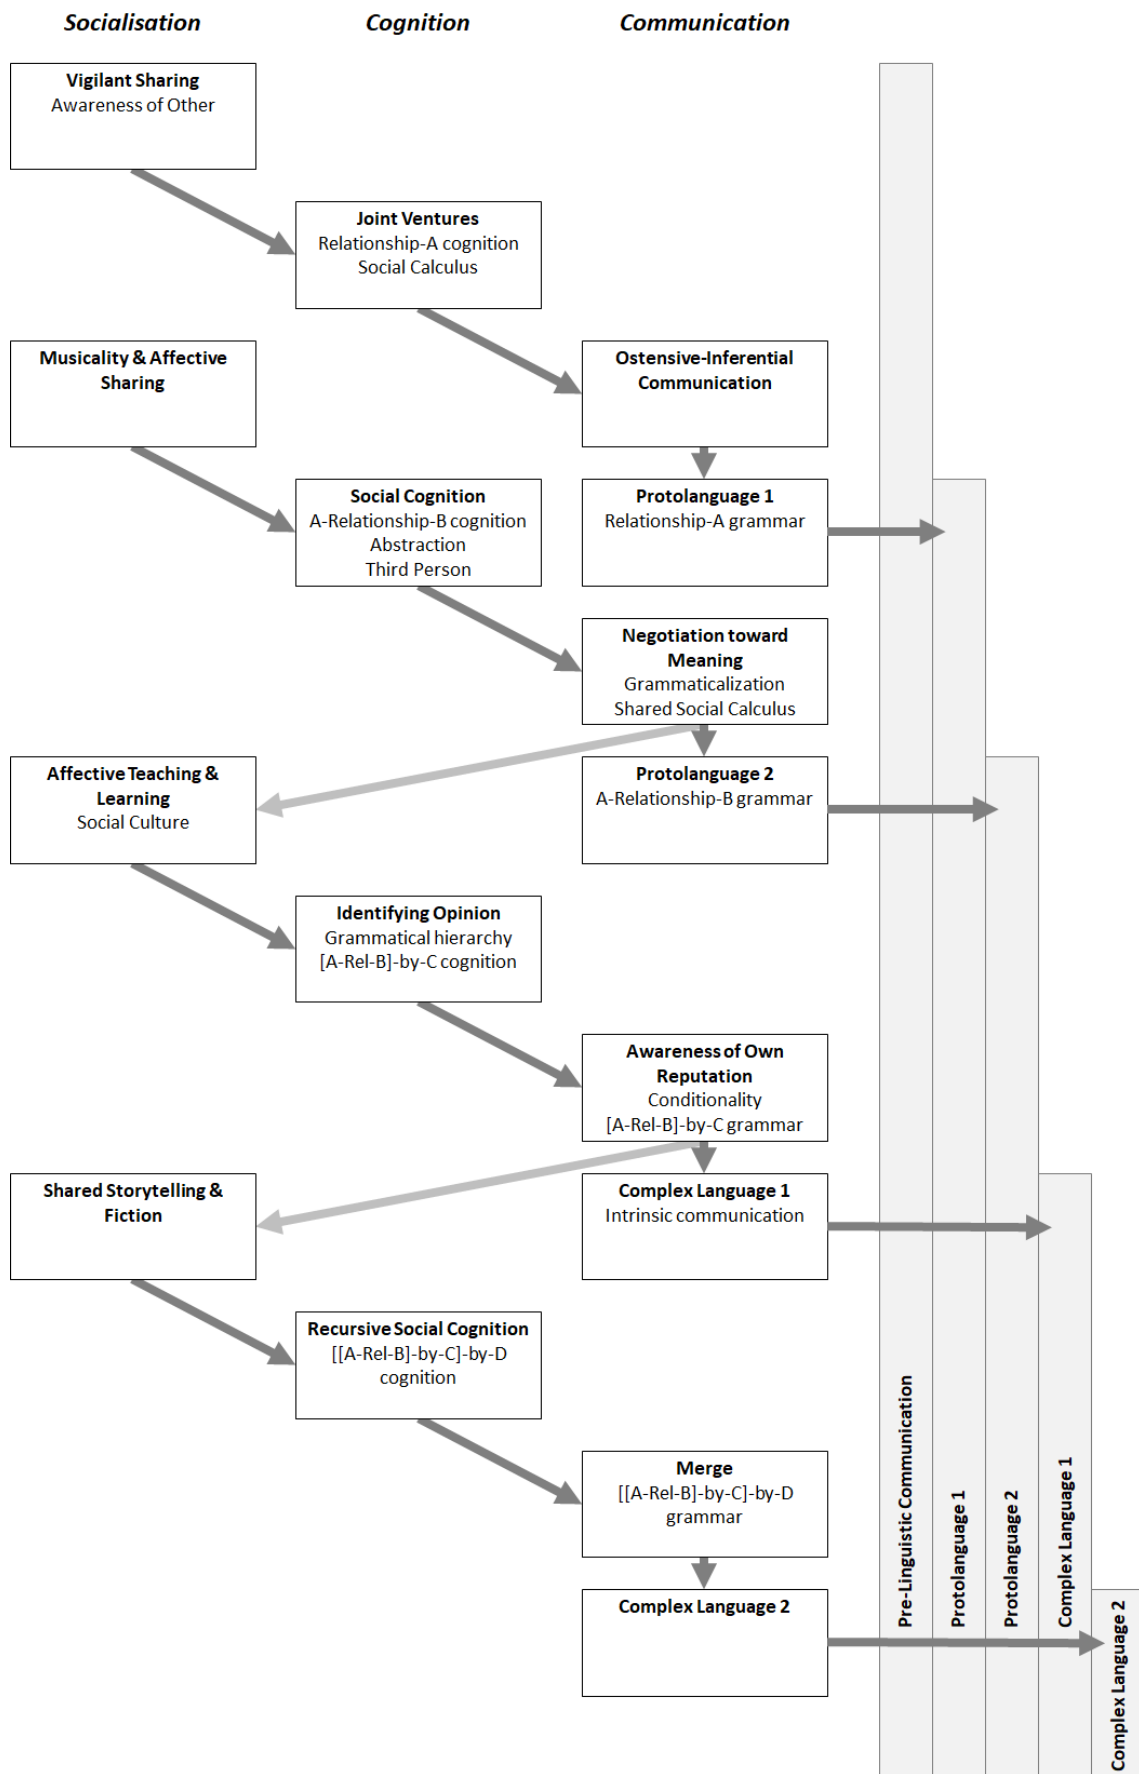 Socialisation
Cognition
Communication
Vigilant Sharing
Awareness of Other
Joint Ventures
Relationship-A cognition
Social Calculus
Musicality & Affective
Sharing
Ostensive-Inferential
Communication
Social Cognition
A-Relationship-B cognition
Abstraction
Third Person
Protolanguage 1
Relationship-A grammar
Negotiation toward
Meaning
Grammaticalization
Shared Social Calculus
Affective Teaching &
Learning
Social Culture
Protolanguage 2
A-Relationship-B grammar
Identifying Opinion
Grammatical hierarchy
[A-Rel-B]-by-C cognition
Awareness of Own
Reputation
Conditionality
[A-Rel-B]-by-C grammar
Shared Storytelling &
Fiction
Complex Language 1
Intrinsic communication
Recursive Social Cognition
[[A-Rel-B]-by-C]-by-D
cognition
Merge
[[A-Rel-B]-by-C]-by-D
grammar
Complex Language 2
Pre-Linguistic Communication
Protolanguage 1
Protolanguage 2
Complex Language 1
Complex Language 2